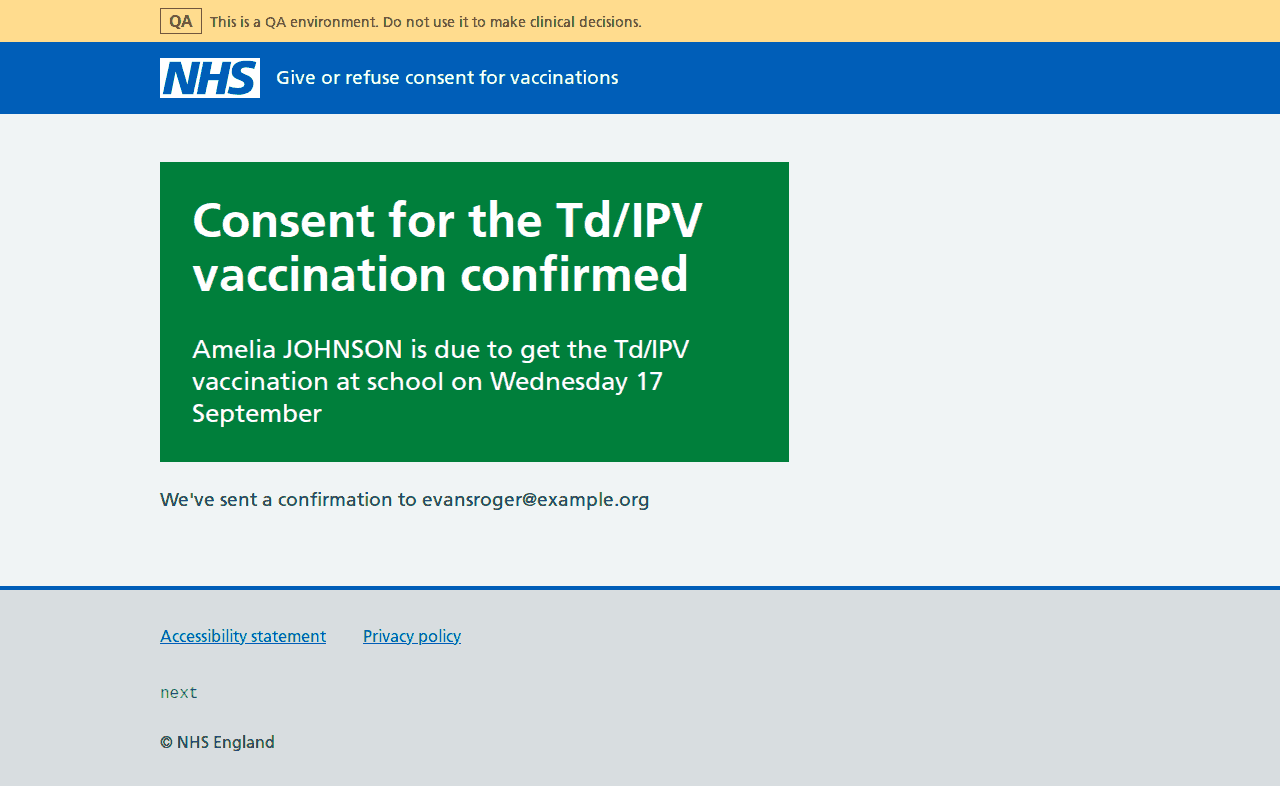 QA This is a QA environment. Do not use it to make clinical decisions.
NHS Give or refuse consent for vaccinations
Consent for the Td/IPV
vaccination confirmed
Amelia JOHNSON is due to get the Td/IPV
vaccination at school on Wednesday 17
September
We've sent a confirmation to evansroger@example.org
Accessibility statement Privacy policy
next
© NHS England